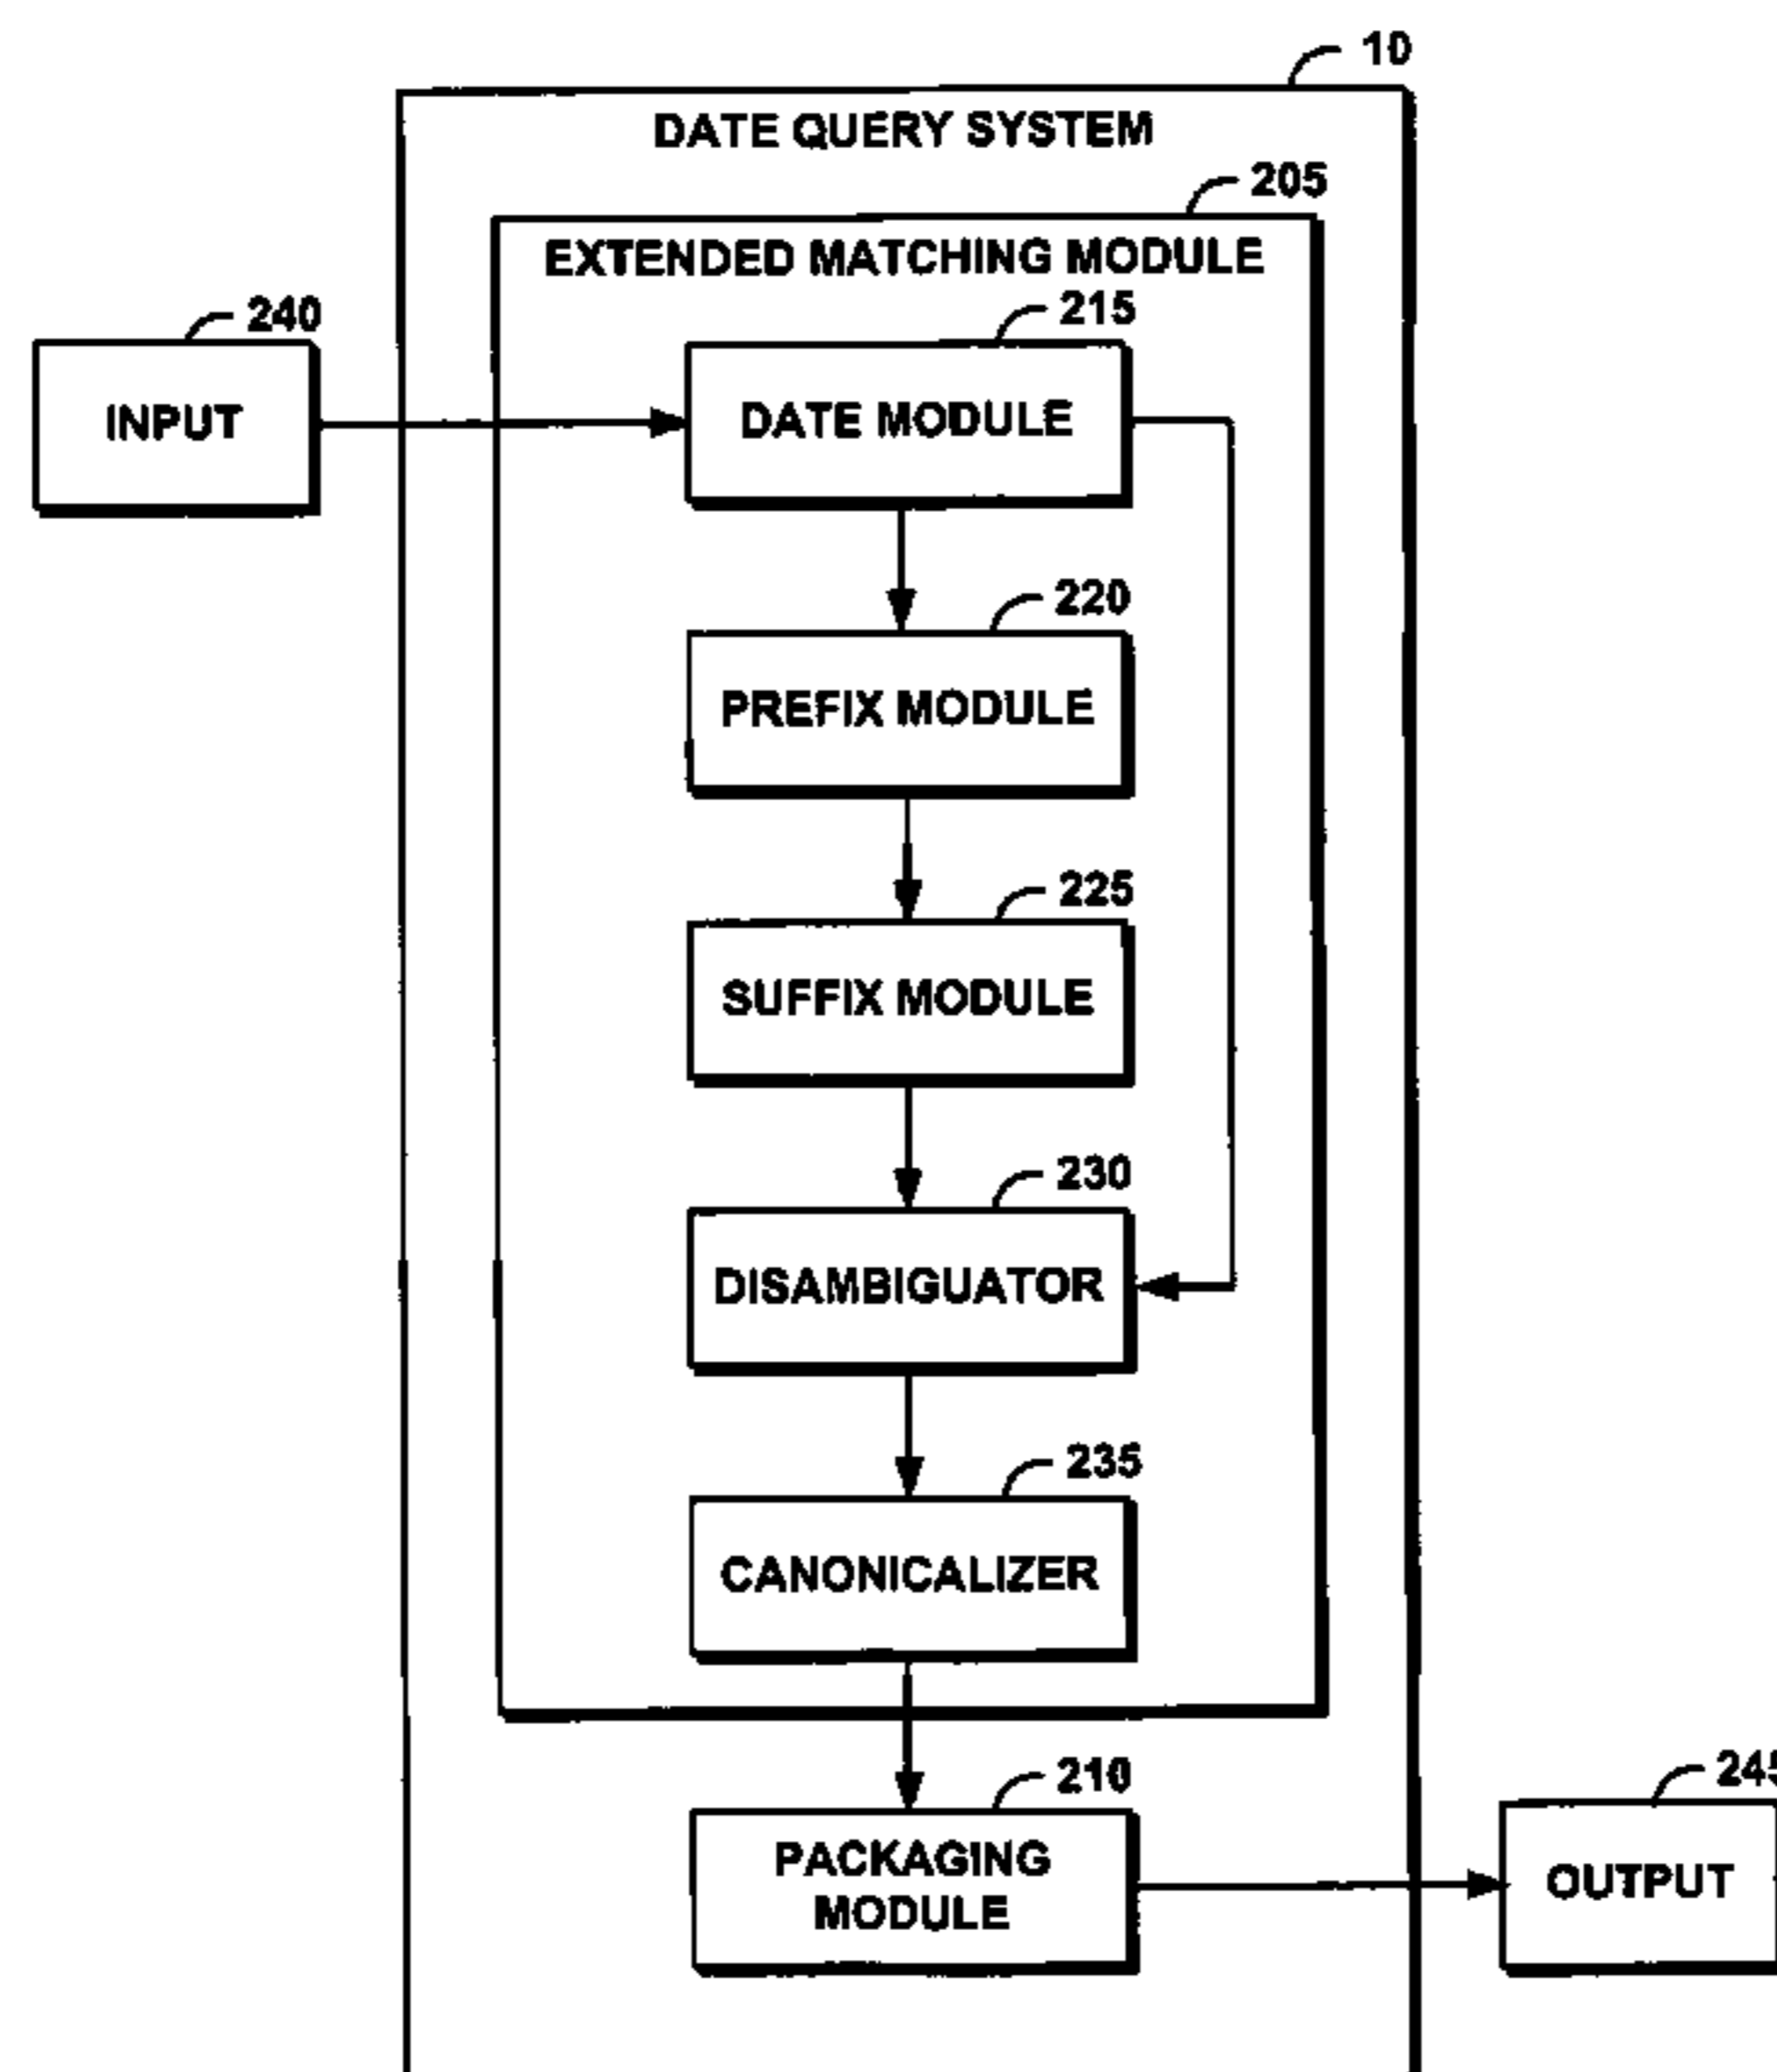 10
DATE QUERY SYSTEM
205
EXTENDED MATCHING MODULE
240
215
INPUT
DATE MODULE
220
PREFIX MODULE
225
SUFFIX MODULE
230
DISAMBIGUATOR
235
CANONICALIZER
210
245
PACKAGING
MODULE
OUTPUT